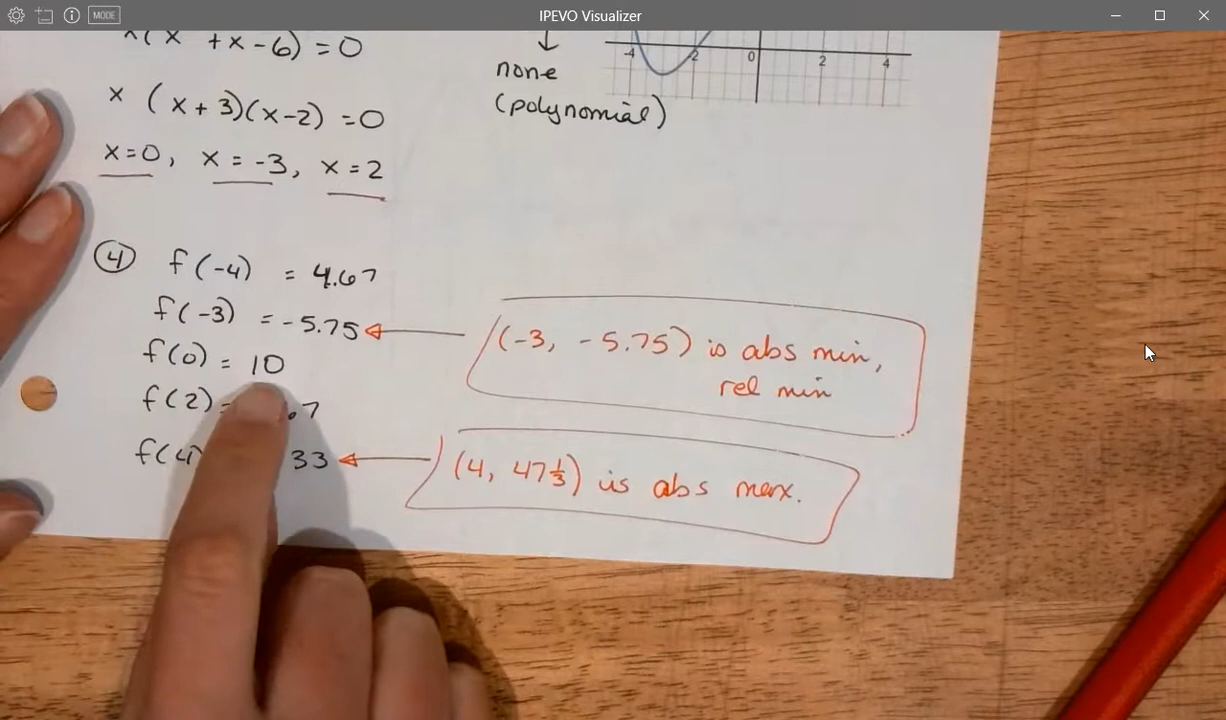 IPEVO Visualizer
MODE
x(x +x-6)=0
x (x+3)(x-2) =0
x=0, x=-3, x=2
none
(polynomial)
-4 -2 0 2 4
④ f(-4) = 4.67
f(-3) = -5.75
f(0) = 10
f(2)= .67
f(4) 33
(-3, -5.75) is abs min,
rel min
(4, 47⅓) is abs max.